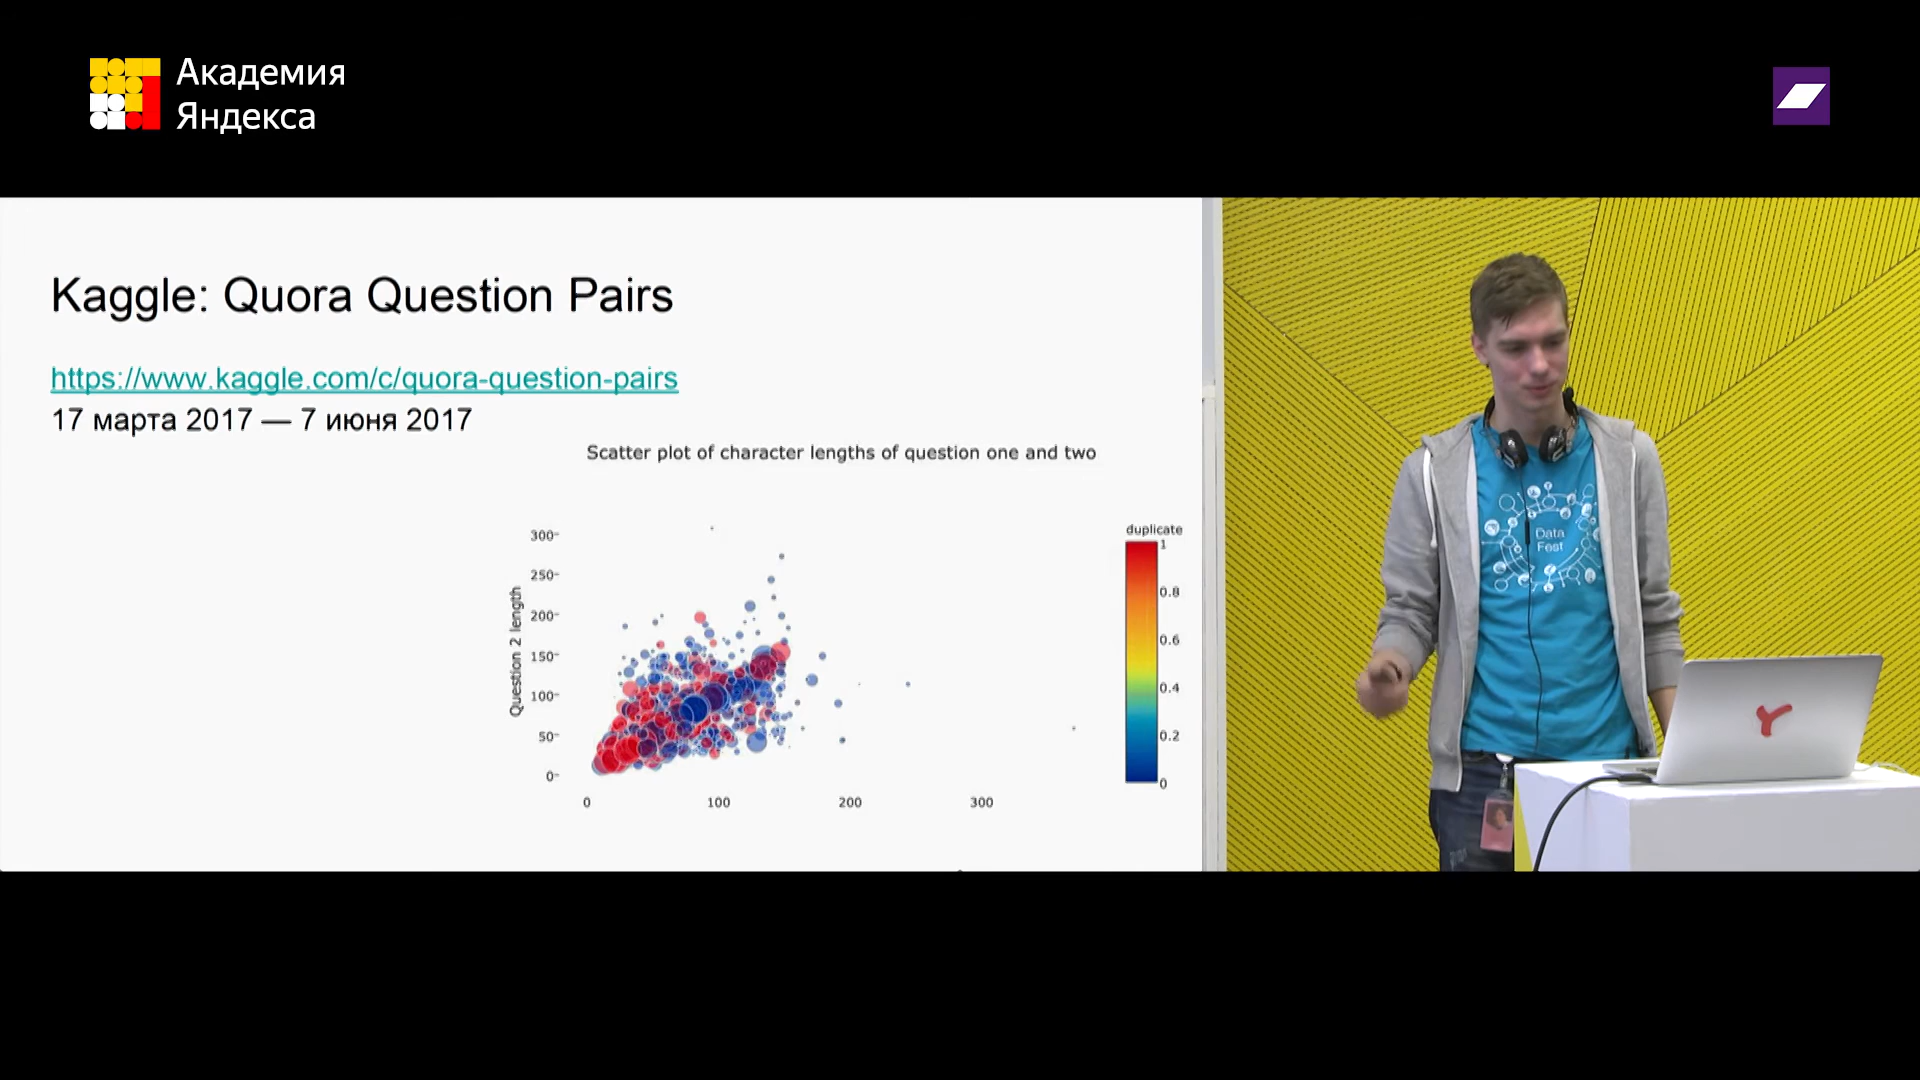 Академия
Яндекса
Kaggle: Quora Question Pairs
https://www.kaggle.com/c/quora-question-pairs
17 марта 2017 — 7 июня 2017
Scatter plot of character lengths of question one and two
duplicate
1
0.8
0.6
0.4
0.2
0
Question 2 length
300
250
200
150
100
50
0
0
100
200
300
Data
Fest